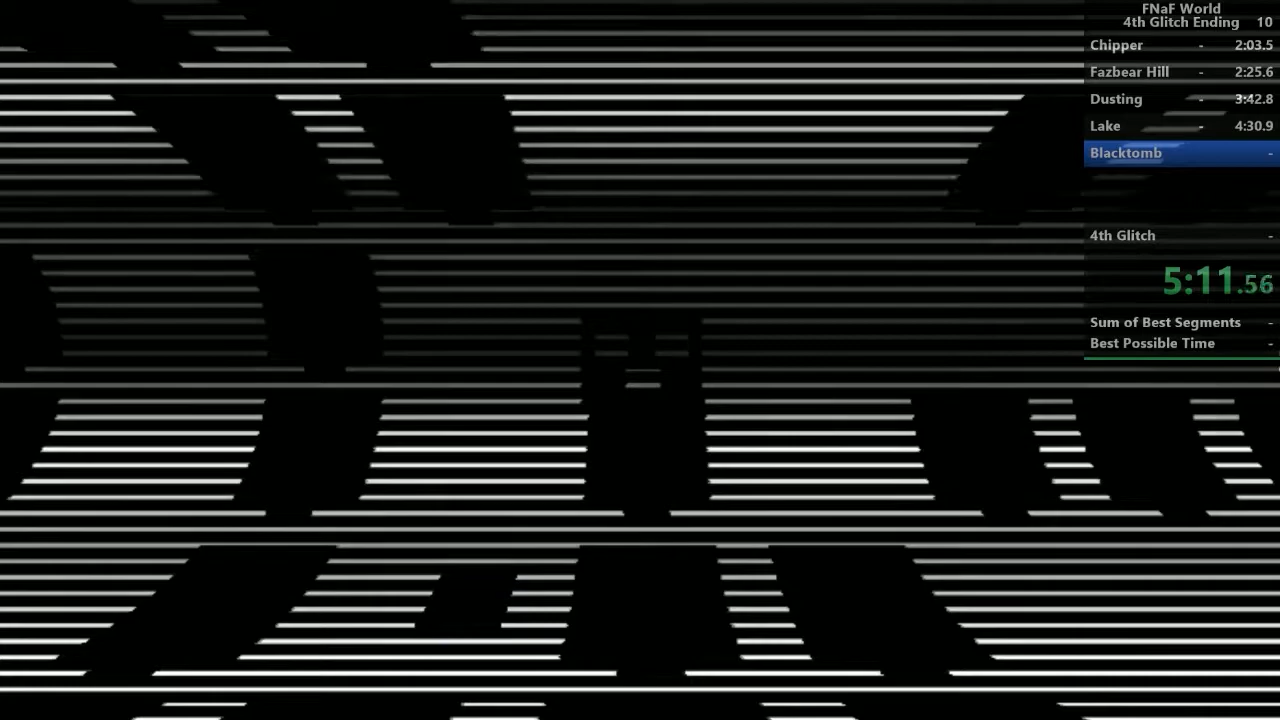 FNaF World
4th Glitch Ending 10
Chipper - 2:03.5
Fazbear Hill - 2:25.6
Dusting - 3:42.8
Lake - 4:30.9
Blacktomb -
4th Glitch -
5:11.56
Sum of Best Segments -
Best Possible Time -